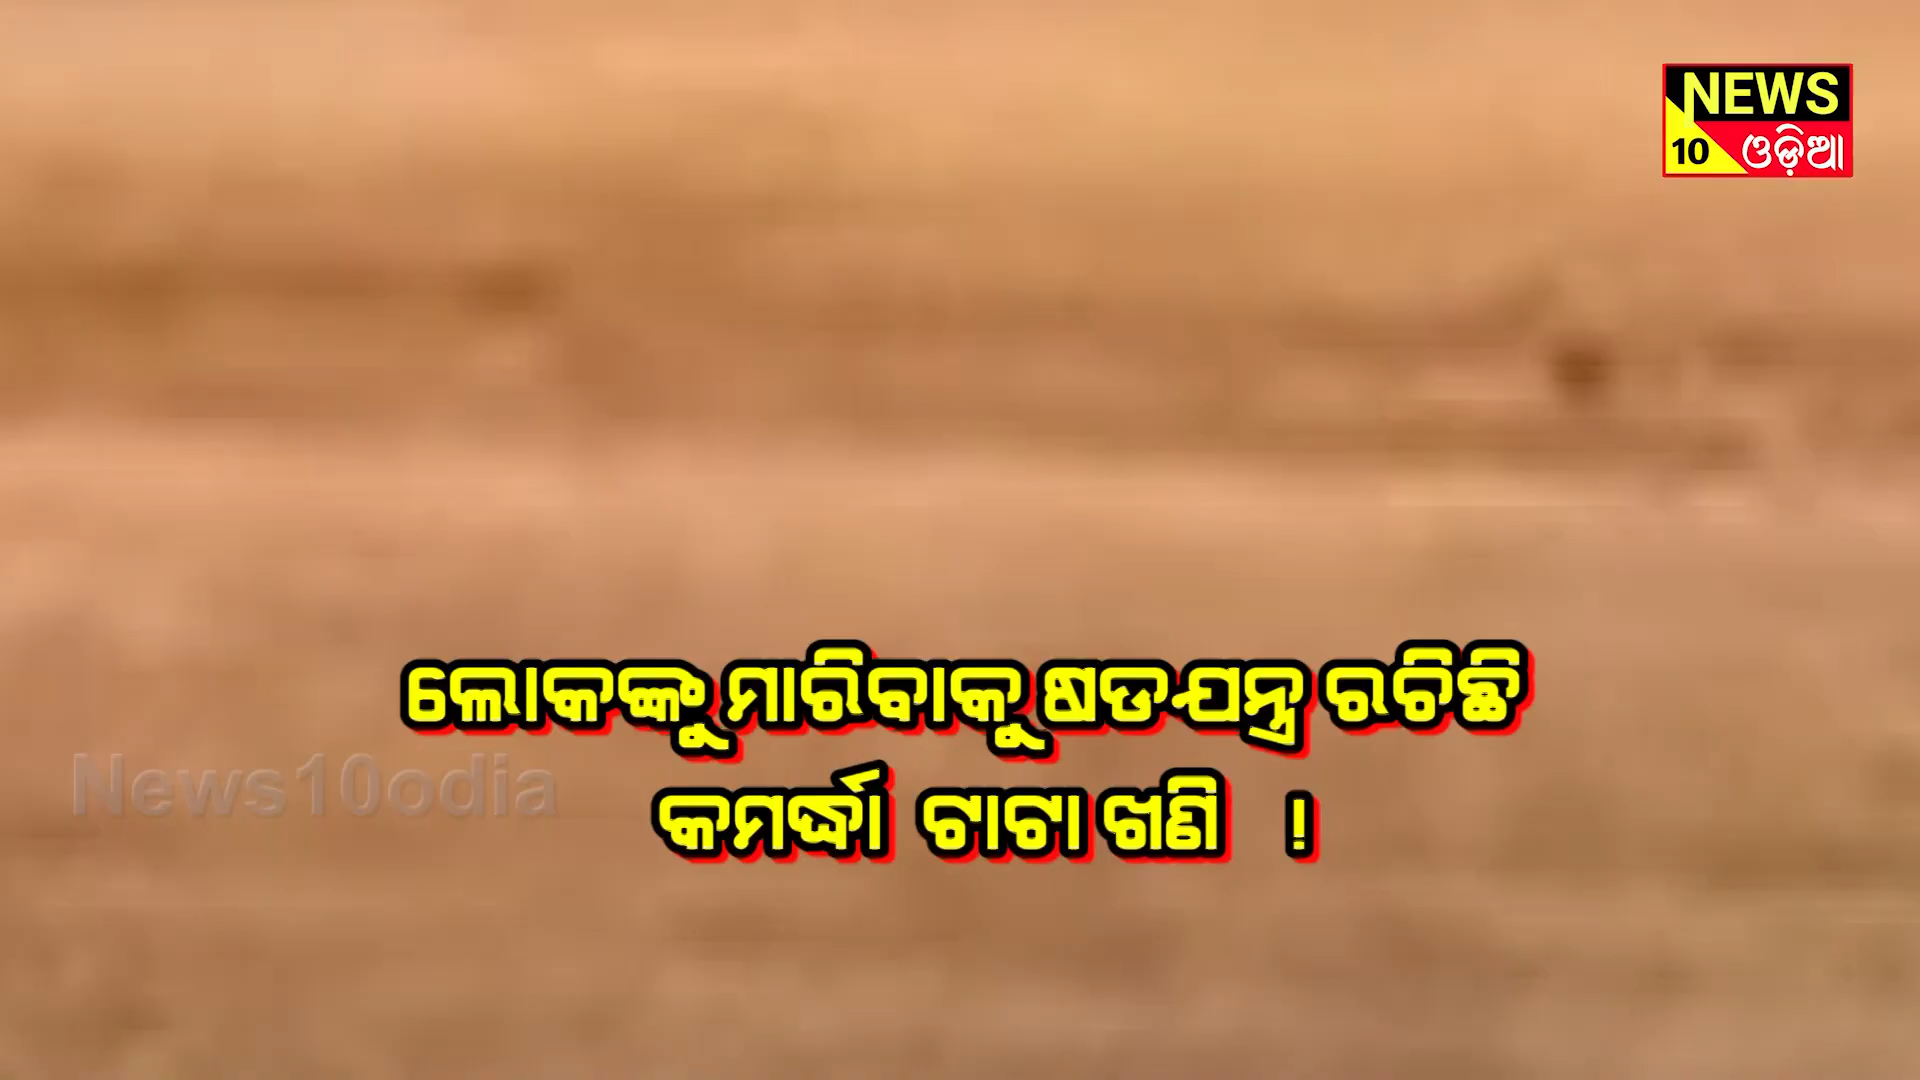 NEWS
10 ଓଡ଼ିଆ
ଲୋକଙ୍କୁ ମାରିବାକୁ ଷଡଯନ୍ତ୍ର ରଚିଛି
News10odia
କମର୍ଦ୍ଧା ଟାଟା ଖଣି !